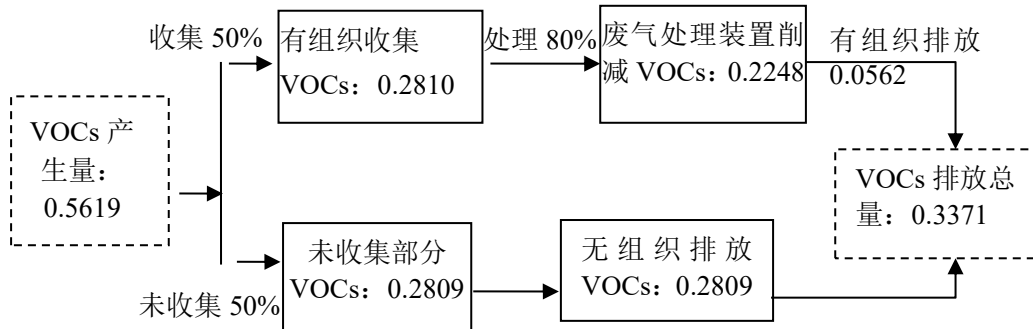 收集 50%
有组织收集
VOCs：0.2810
处理 80%
废气处理装置削
减 VOCs：0.2248
有组织排放
0.0562
VOCs 产
生量：
0.5619
VOCs 排放总
量：0.3371
未收集 50%
未收集部分
VOCs：0.2809
无组织排放
VOCs：0.2809